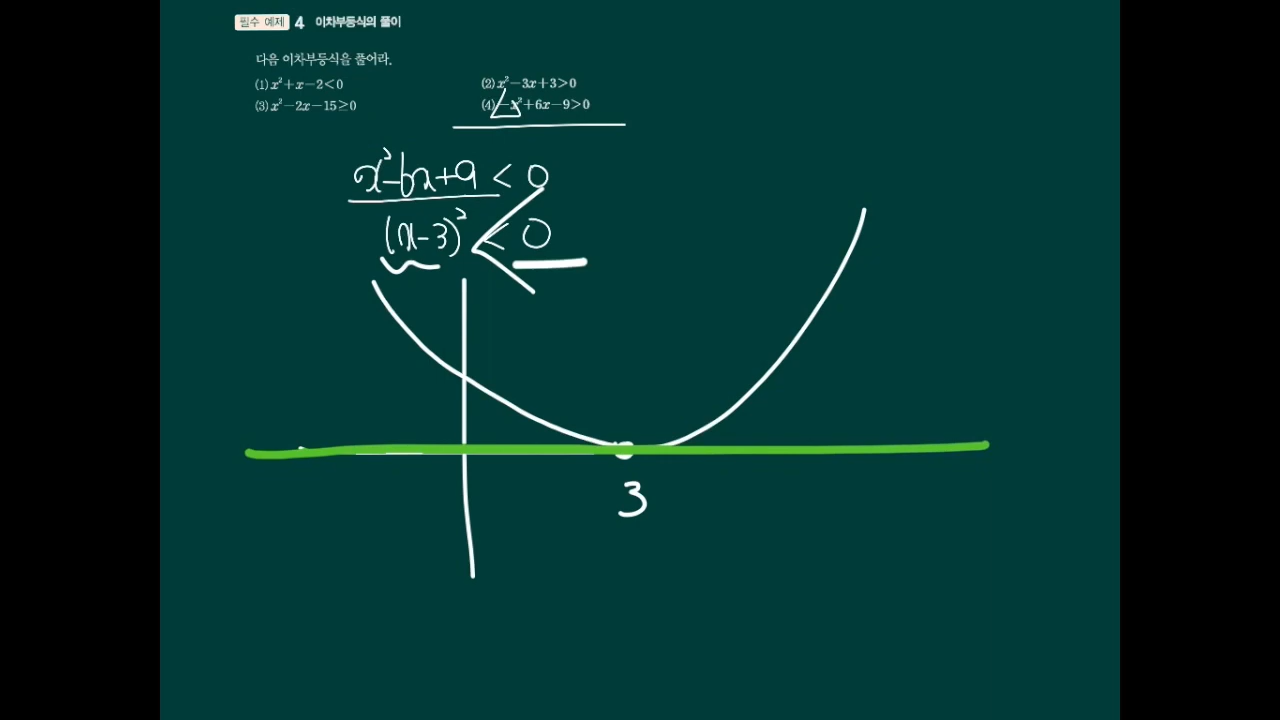 필수 예제 4 이차부등식의 풀이
다음 이차부등식을 풀어라.
(1) x²+x−2<0 (2) x²−3x+3>0
(3) x²−2x−15≥0 (4) −x²+6x−9>0
x²−6x+9 < 0
(x−3)² < 0
3